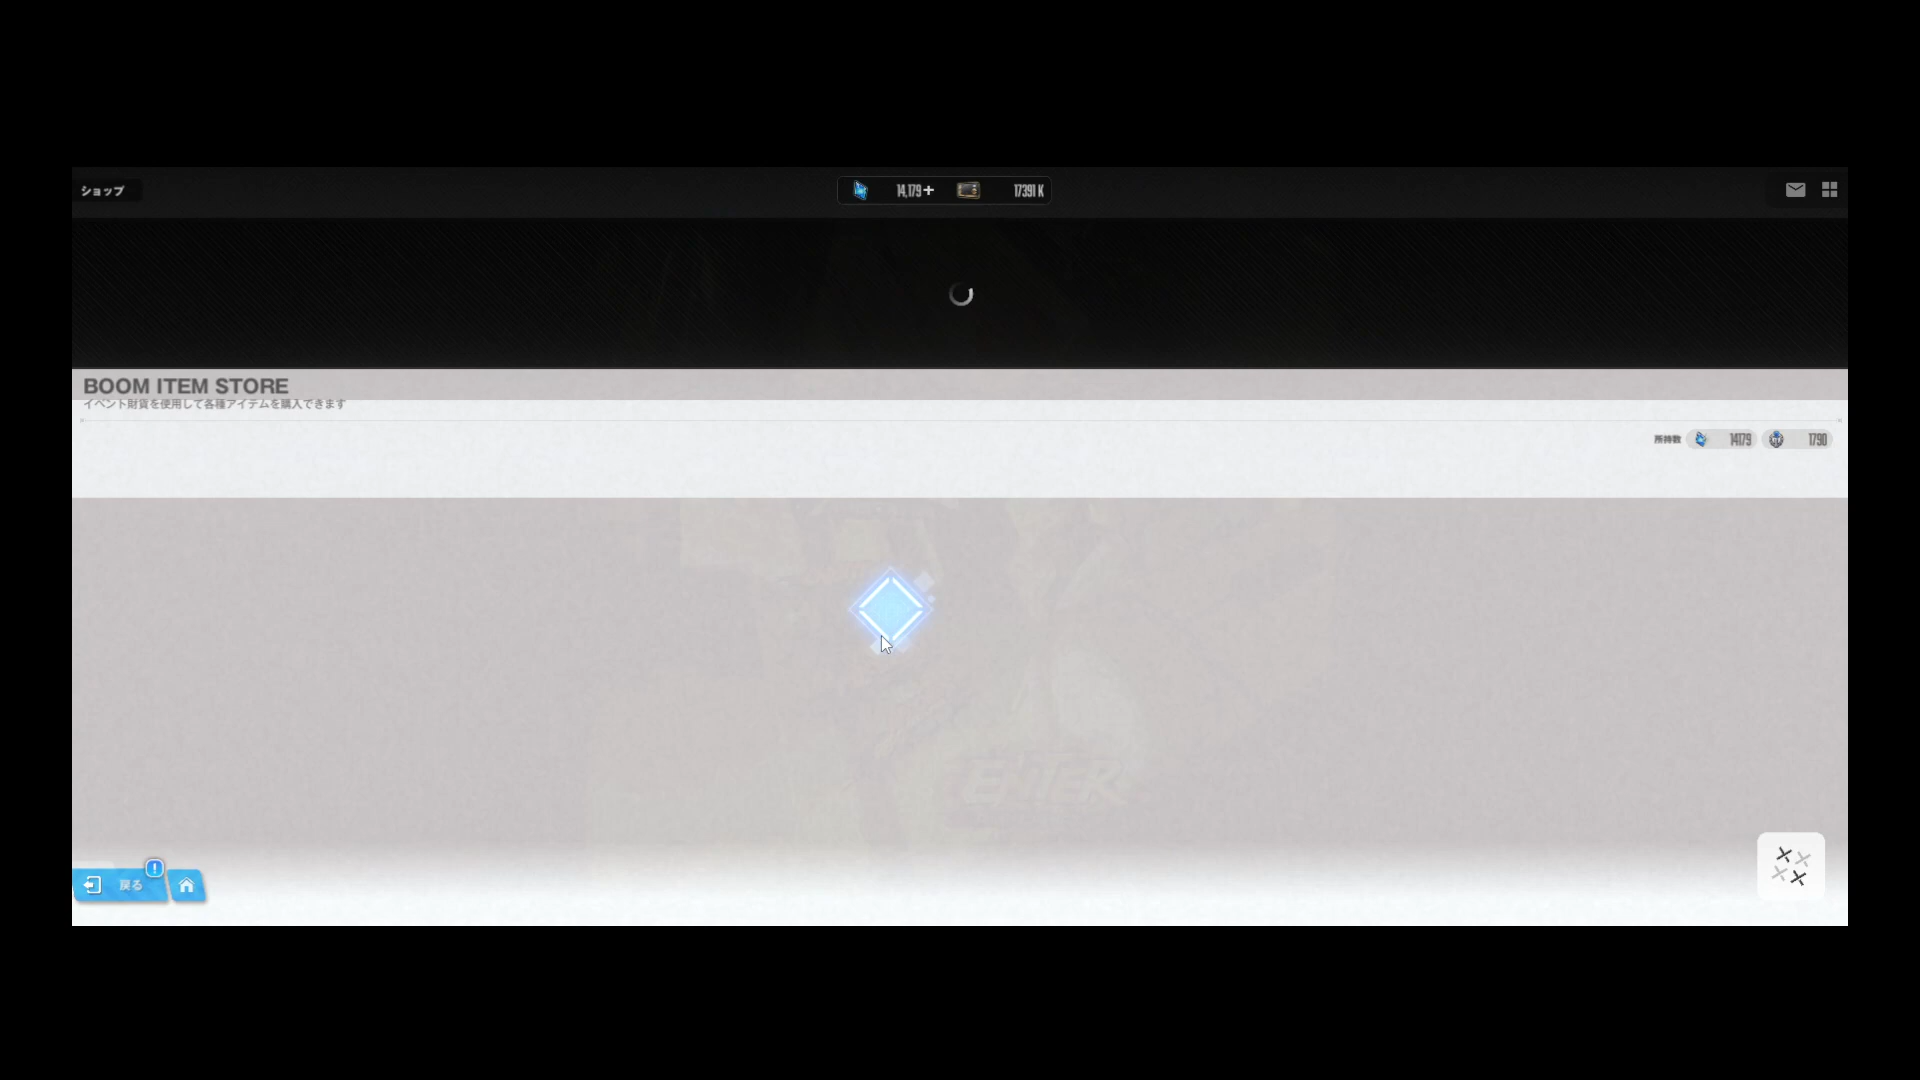 ショップ
14,179+
17391 K
BOOM ITEM STORE
イベント財貨を使用して各種アイテムを購入できます
所持数 14179 1790
ENTER
戻る